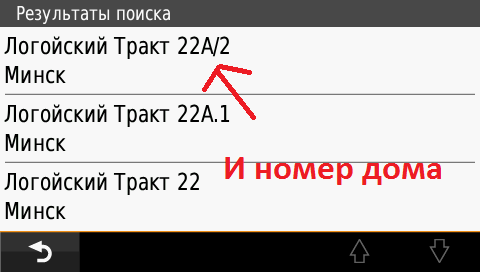 Результаты поиска
Логойский Тракт 22А/2
Минск
Логойский Тракт 22А.1
Минск
И номер дома
Логойский Тракт 22
Минск